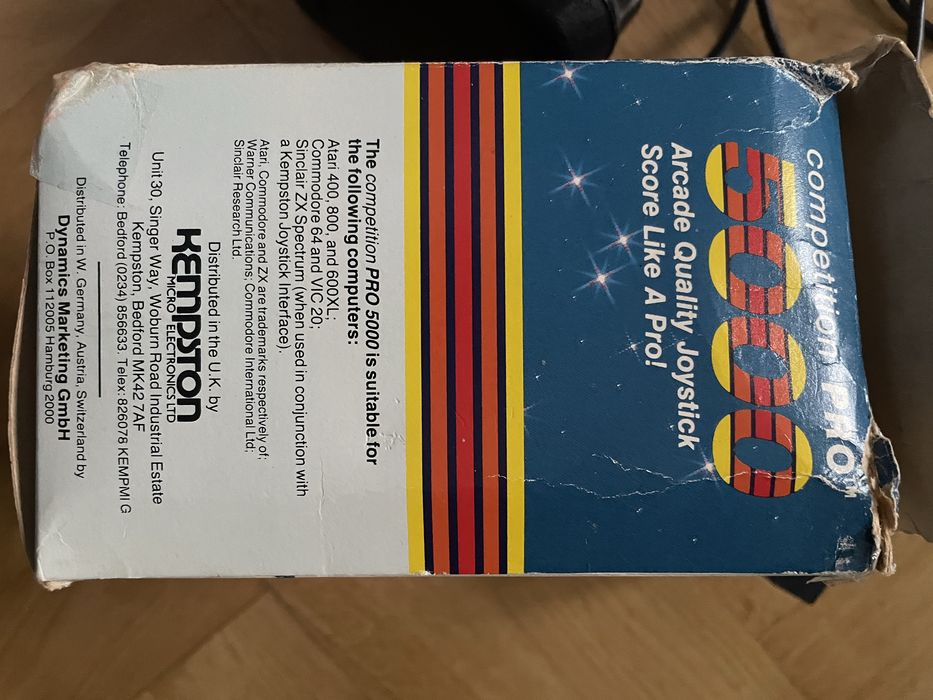 competition PRO
5000
Arcade Quality Joystick
Score Like A Pro!
The competition PRO 5000 is suitable for
the following computers:
Atari 400, 800, and 600XL;
Commodore 64 and VIC 20;
Sinclair ZX Spectrum (when used in conjunction with
a Kempston Joystick Interface).
Atari, Commodore and ZX are trademarks respectively of;
Warner Communications; Commodore International Ltd;
Sinclair Research Ltd.
Distributed in the U.K. by
KEMPSTON
MICRO ELECTRONICS LTD
Unit 30, Singer Way, Woburn Road Industrial Estate
Kempston, Bedford MK42 7AF
Telephone: Bedford (0234) 856633. Telex: 826078 KEMPMI G
Distributed in W. Germany, Austria, Switzerland by
Dynamics Marketing GmbH
P.O. Box 112005 Hamburg 2000